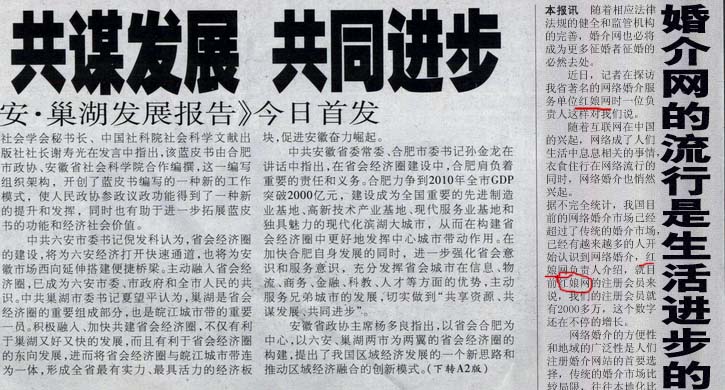 共谋发展 共同进步
安·巢湖发展报告》今日首发
社会学会秘书长、中国社科院社会科学文献出
版社社长谢寿光在发言中指出,该蓝皮书由合肥
市政协、安徽省社会科学院合作编撰,这一编写
组织架构,开创了蓝皮书编写的一种新的工作
模式,使人民政协参政议政功能得到了一种新
的提升和发挥,同时也有助于进一步拓展蓝皮
书的功能和经济社会价值。
中共六安市委书记倪发科认为,省会经济圈
的建设,将为六安经济打开快速通道,也将为安
徽市场西向延伸搭建便捷桥梁。主动融入省会经
济圈,已成为六安市委、市政府和全市人民的共
识。中共巢湖市委书记夏望平认为,巢湖是省会
经济圈的重要组成部分,也是皖江城市带的重要
一员。积极融入、加快共建省会经济圈,不仅有利
于巢湖又好又快的发展,而且有利于省会经济圈
的东向发展,进而将省会经济圈与皖江城市带连
为一体,形成全省最有实力、最具活力的经济板
块,促进安徽奋力崛起。
中共安徽省委常委、合肥市委书记孙金龙在
讲话中指出,在省会经济圈建设中,合肥肩负着
重要的责任和义务。合肥力争到2010年全市GDP
突破2000亿元,建设成为全国重要的先进制造
业基地、高新技术产业基地、现代服务业基地和
独具魅力的现代化滨湖大城市,从而在构建省
会经济圈中更好地发挥中心城市带动作用。在
加快合肥自身发展的同时,进一步强化省会意
识和服务意识,充分发挥省会城市在信息、物
流、商务、金融、科教、人才等方面的优势,主动
服务兄弟城市的发展,切实做到“共享资源、共
谋发展、共同进步”。
安徽省政协主席杨多良指出,以省会合肥为
中心,以六安、巢湖两市为两翼的省会经济圈的
构建,提出了我国区域经济发展的一个新思路和
推动区域经济融合的创新模式。(下转A2版)
婚介网的流行是生活进步的
本报讯 随着相应法律
法规的健全和监管机构
的完善,婚介网也必将
成为更多征婚者征婚的
必然去处。
近日,记者在探访
我省著名的网络婚介服
务单位红娘网时一位负
责人这样对我们说。
随着互联网在中国
的兴起,网络成了人们
生活中息息相关的事情,
衣食住行在网络流行的
同时,网络婚介也悄然
兴起。
据不完全统计,我国目
前的网络婚介市场已经
超过了传统的婚介市场,
已经有越来越多的人开
始认识到网络婚介,红
娘网负责人介绍,就目
前红娘网的注册会员来
说,我们的注册会员就
有2000多万,这个数字
还在不停的增长。
网络婚介的方便性
和地域的广泛性是人们
注册婚介网站的首要选
择,传统的婚介市场比